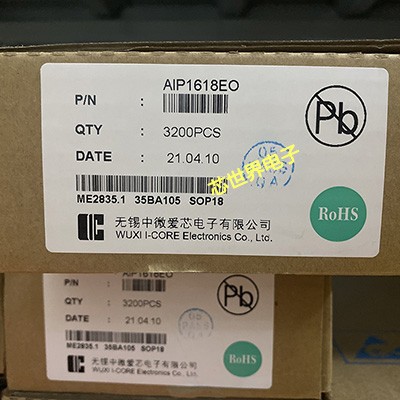 P/N : AIP1618EO
QTY : 3200PCS
DATE : 21.04.10
Pb
芯世界电子
05
QA
ME2835.1 35BA105 SOP18
RoHS
无锡中微爱芯电子有限公司
WUXI I-CORE Electronics Co., Ltd.
P/N : AIP1618EO
QTY : 3200PCS
DATE : 21.04.10
Pb
05
ME2835.1 35BA105 SOP18
RoHS
无锡中微爱芯电子有限公司
WUXI I-CORE Electronics Co., Ltd.